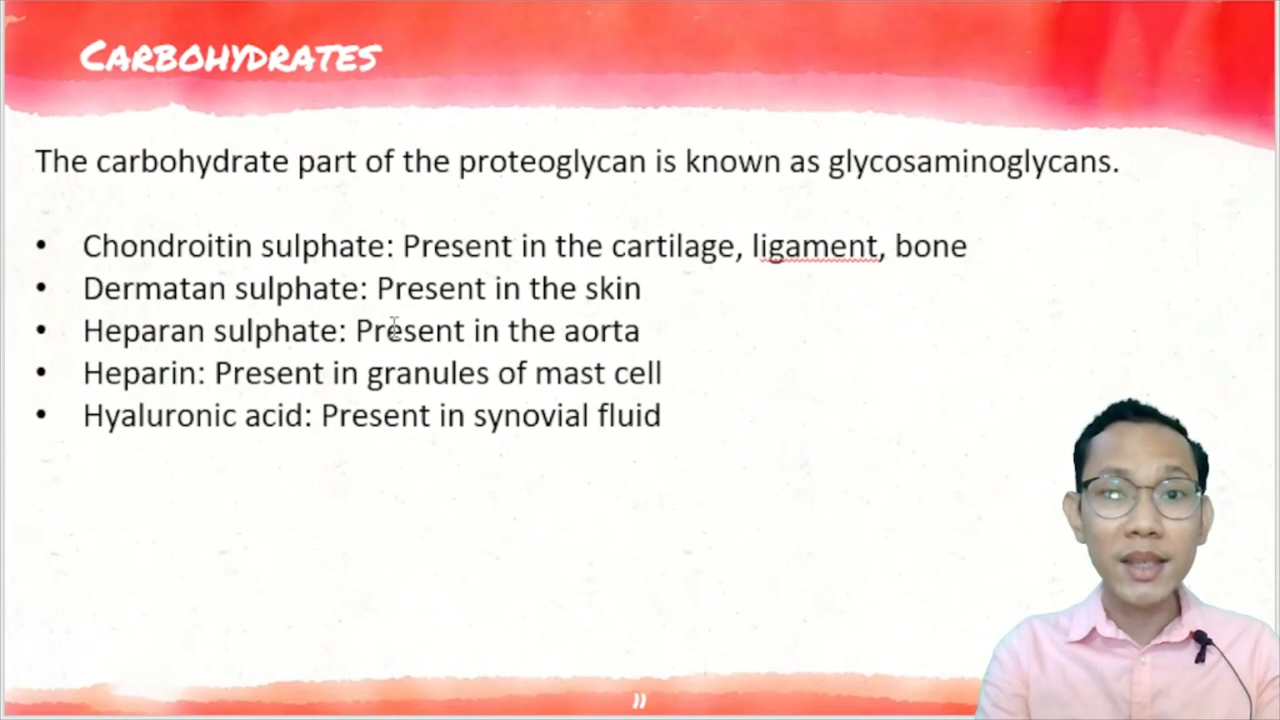 CARBOHYDRATES
The carbohydrate part of the proteoglycan is known as glycosaminoglycans.
• Chondroitin sulphate: Present in the cartilage, ligament, bone
• Dermatan sulphate: Present in the skin
• Heparan sulphate: Present in the aorta
• Heparin: Present in granules of mast cell
• Hyaluronic acid: Present in synovial fluid
11